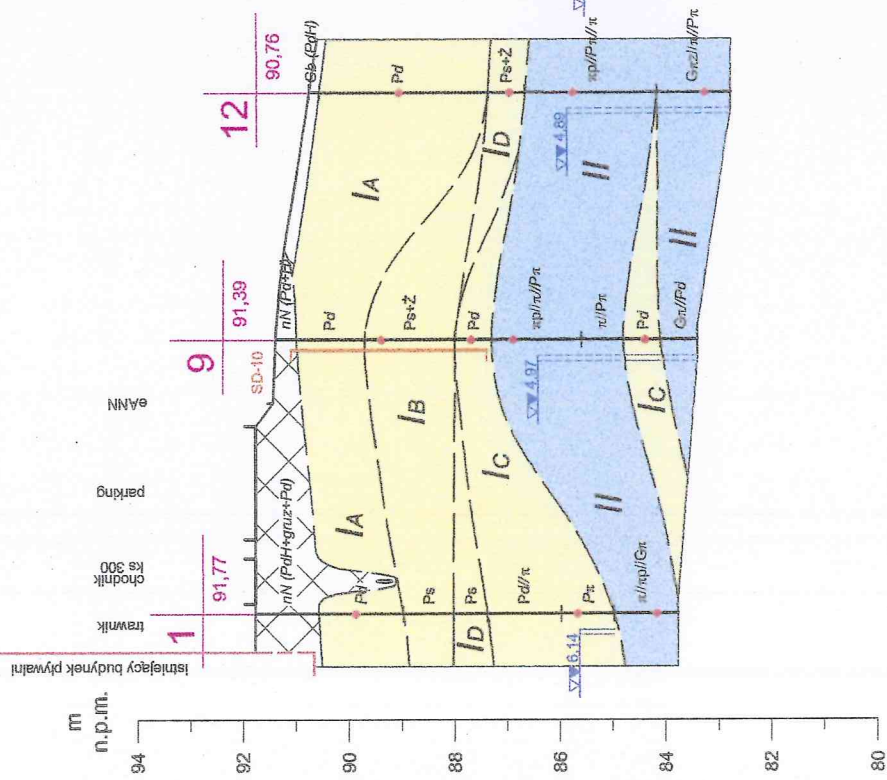 m
n.p.m.
94
92
90
88
86
84
82
80
istniejący budynek pływalni
trawnik
chodnik
ks 300
parking
eANN
1
91,77
9
91,39
12
90,76
SD-10
nN (PdH+gruz+Pd)
nN (Pd+H)
Gb (PdH)
Pd
Ps
Ps
Pd//π
Pπ
π//πp//Gπ
Pd
Ps+Ż
Pd
πp//π//Pπ
π//Pπ
Pd
Gπ//Pd
Pd
Ps+Ż
πp//Pπ//π
Gπz//π//Pπ
IA
IA
IB
IC
ID
ID
II
II
IC
II
6.14
4.97
4.89